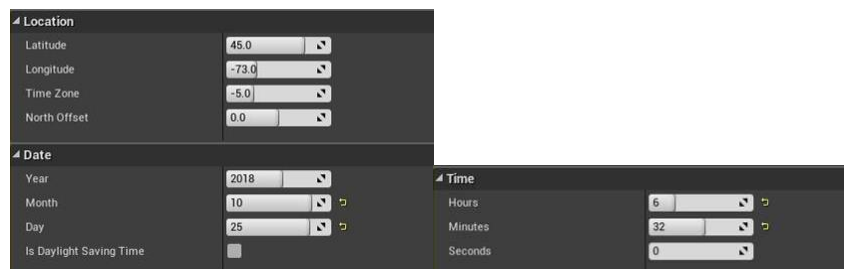 Location
Latitude 45.0
Longitude -73.0
Time Zone -5.0
North Offset 0.0
Date
Year 2018
Month 10
Day 25
Is Daylight Saving Time
Time
Hours 6
Minutes 32
Seconds 0